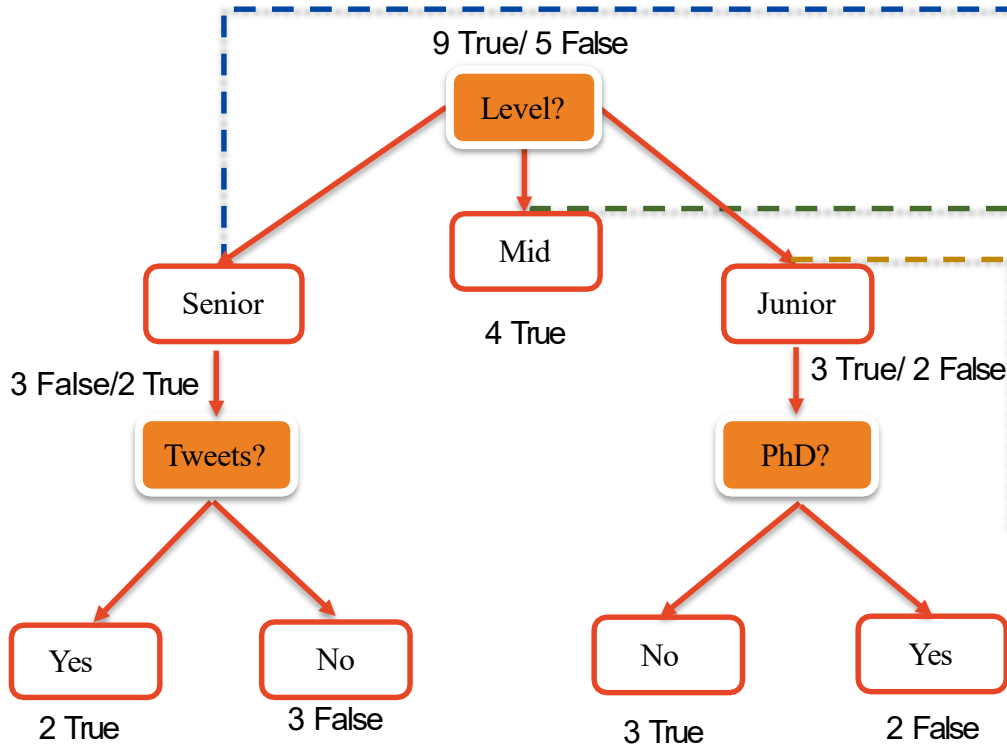 9 True/ 5 False
Level?
Mid
Senior
Junior
4 True
3 False/2 True
3 True/ 2 False
Tweets?
PhD?
Yes
No
No
Yes
2 True
3 False
3 True
2 False